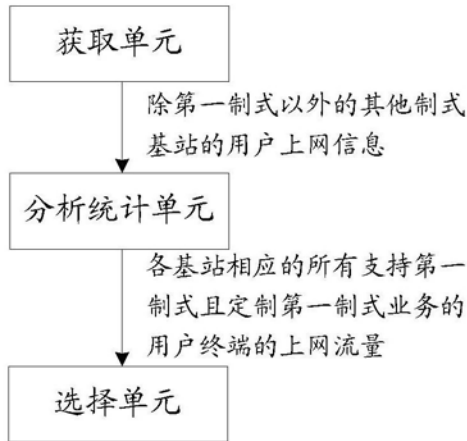 获取单元
除第一制式以外的其他制式
基站的用户上网信息
分析统计单元
各基站相应的所有支持第一
制式且定制第一制式业务的
用户终端的上网流量
选择单元